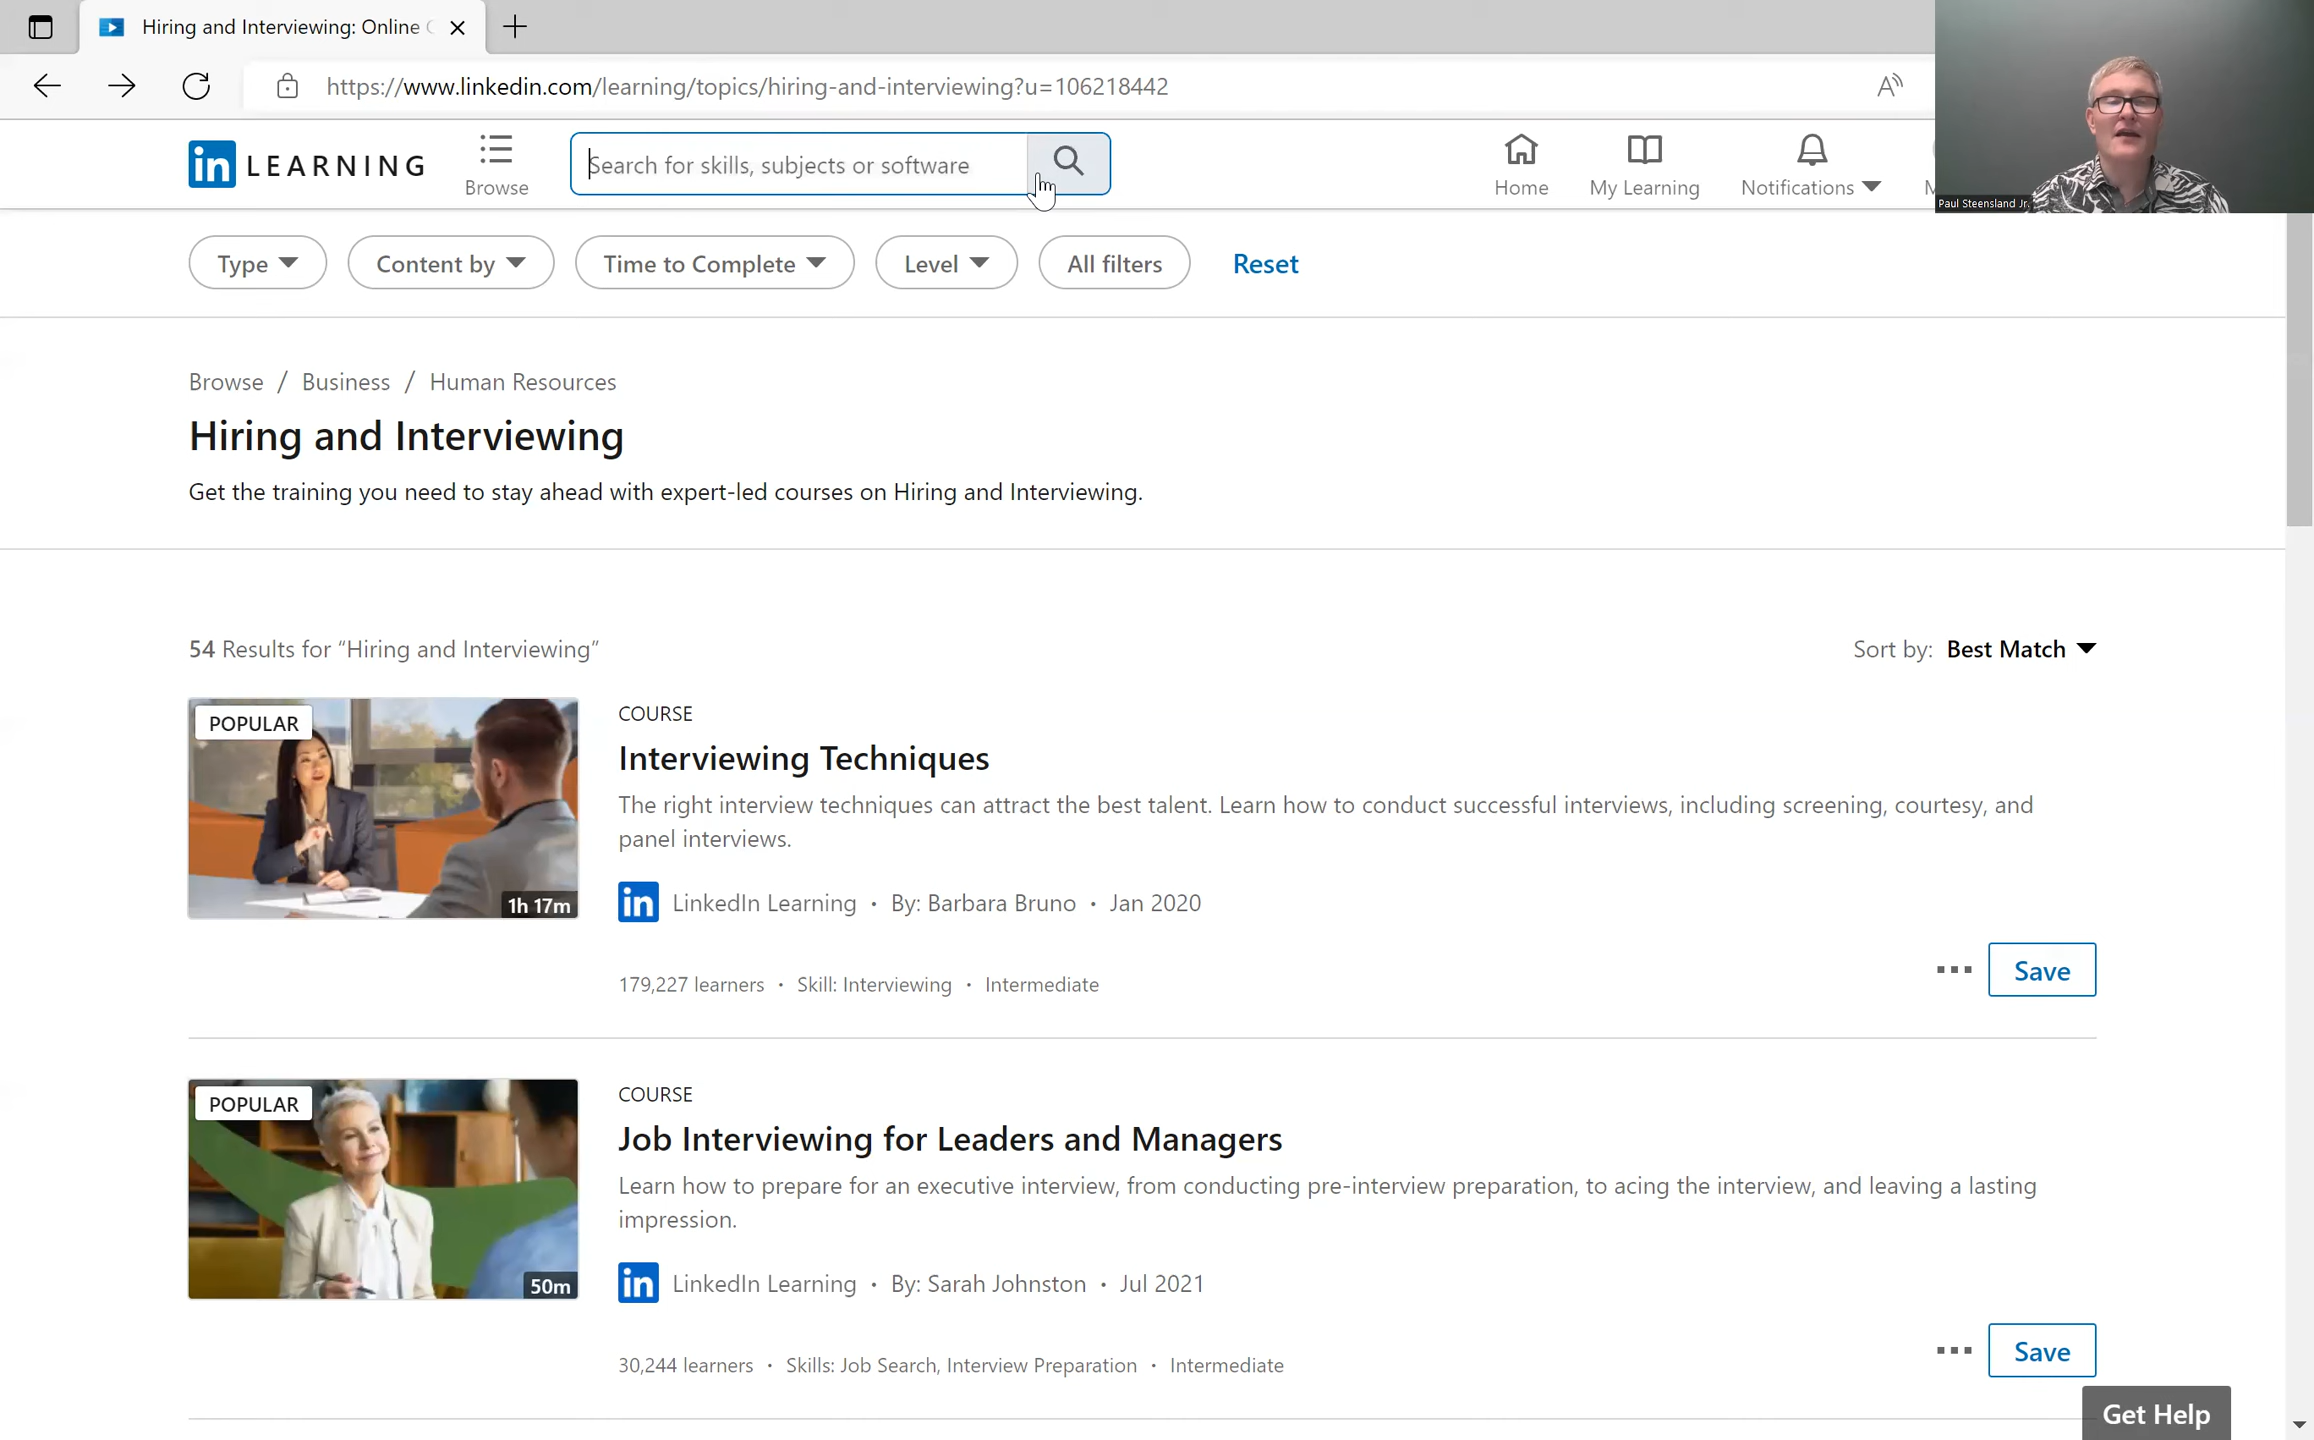 Hiring and Interviewing: Online
https://www.linkedin.com/learning/topics/hiring-and-interviewing?u=106218442
Paul Steensland Jr.
in LEARNING
Browse
Search for skills, subjects or software
Home
My Learning
Notifications
Type
Content by
Time to Complete
Level
All filters
Reset
Browse / Business / Human Resources
Hiring and Interviewing
Get the training you need to stay ahead with expert-led courses on Hiring and Interviewing.
54 Results for “Hiring and Interviewing”
Sort by: Best Match
POPULAR
1h 17m
COURSE
Interviewing Techniques
The right interview techniques can attract the best talent. Learn how to conduct successful interviews, including screening, courtesy, and
panel interviews.
in LinkedIn Learning • By: Barbara Bruno • Jan 2020
179,227 learners • Skill: Interviewing • Intermediate
Save
POPULAR
50m
COURSE
Job Interviewing for Leaders and Managers
Learn how to prepare for an executive interview, from conducting pre-interview preparation, to acing the interview, and leaving a lasting
impression.
in LinkedIn Learning • By: Sarah Johnston • Jul 2021
30,244 learners • Skills: Job Search, Interview Preparation • Intermediate
Save
Get Help